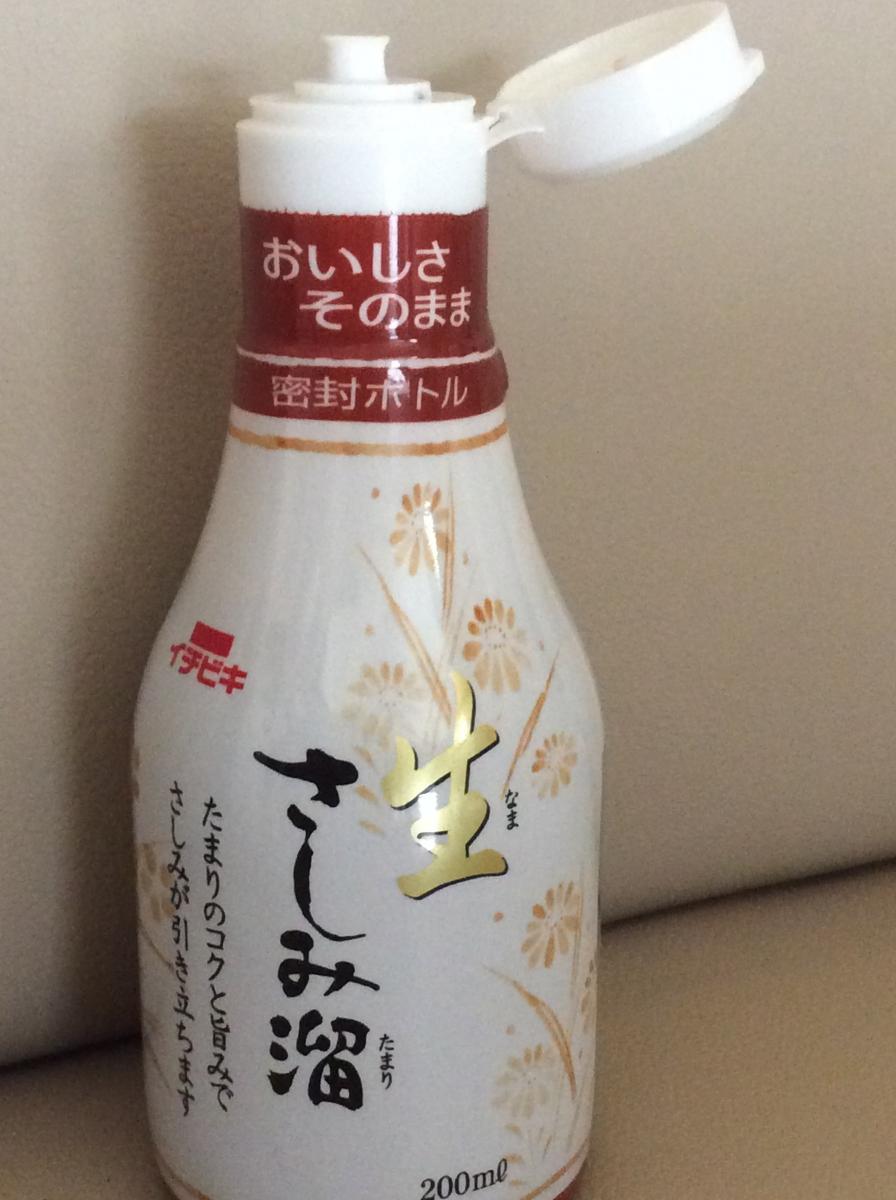 おいしさ
そのまま
密封ボトル
イチビキ
生
なま
さしみ溜
たまり
たまりのコクと旨みで
さしみが引き立ちます
200mℓ